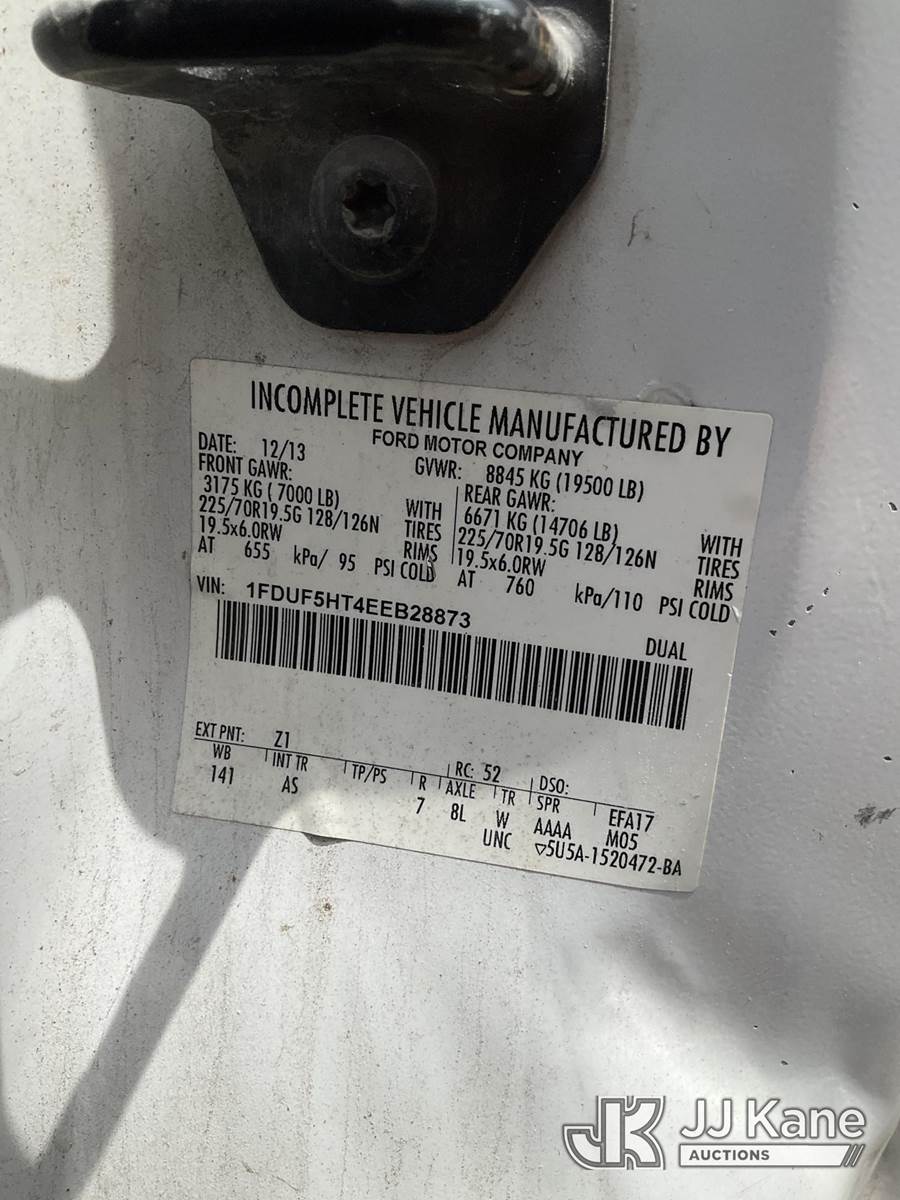 INCOMPLETE VEHICLE MANUFACTURED BY
FORD MOTOR COMPANY
DATE: 12/13 GVWR: 8845 KG (19500 LB)
FRONT GAWR: REAR GAWR:
3175 KG ( 7000 LB) WITH 6671 KG (14706 LB) WITH
225/70R19.5G 128/126N TIRES 225/70R19.5G 128/126N TIRES
19.5x6.0RW RIMS 19.5x6.0RW RIMS
AT 655 kPa/ 95 PSI COLD AT 760 kPa/110 PSI COLD
VIN: 1FDUF5HT4EEB28873
DUAL
EXT PNT: Z1 RC: 52 DSO:
WB INT TR TP/PS R AXLE TR SPR EFA17
141 AS 7 8L W AAAA M05
UNC ▽5U5A-1520472-BA
JK JJ Kane
AUCTIONS